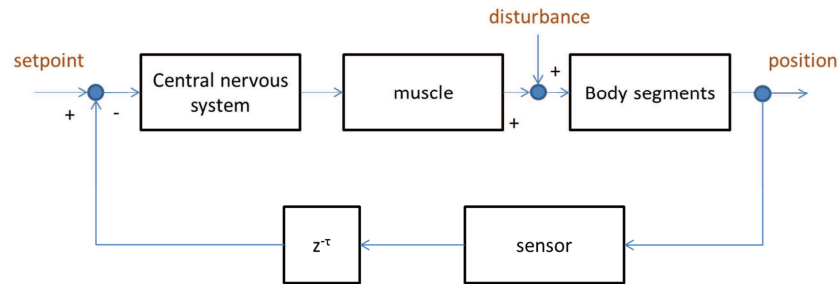 disturbance
setpoint
position
Central nervous
system
muscle
Body segments
+
-
+
+
z^-τ
sensor